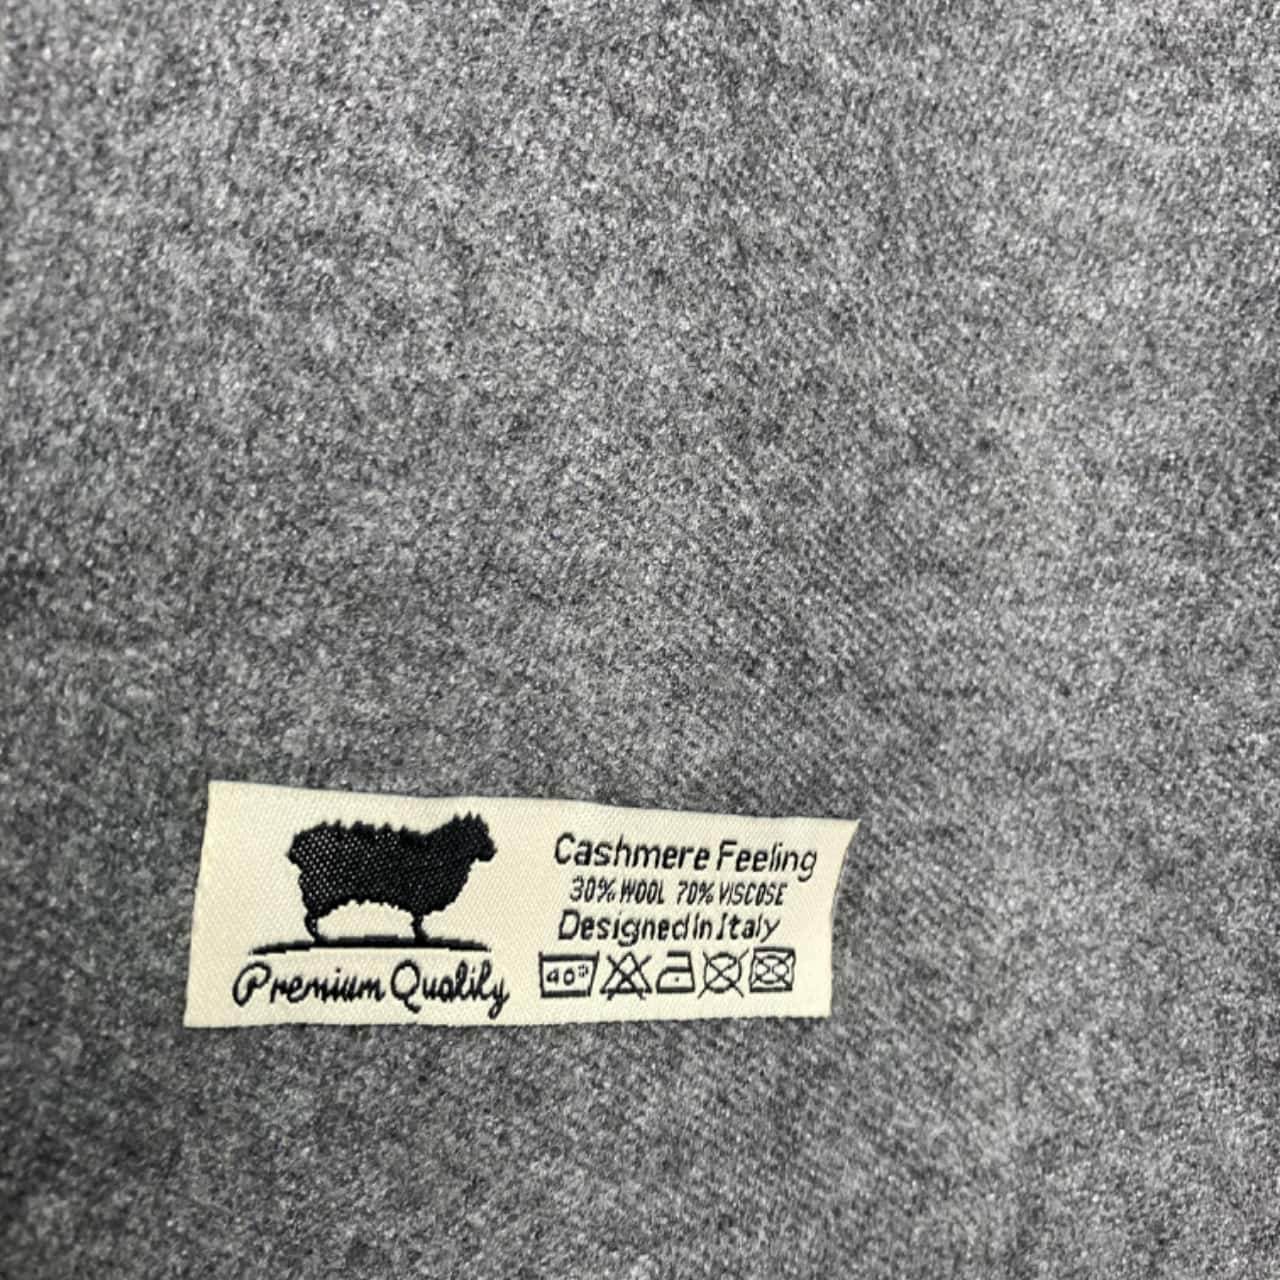 Cashmere Feeling
30% WOOL 70% VISCOSE
Designed In Italy
40°
Premium Quality